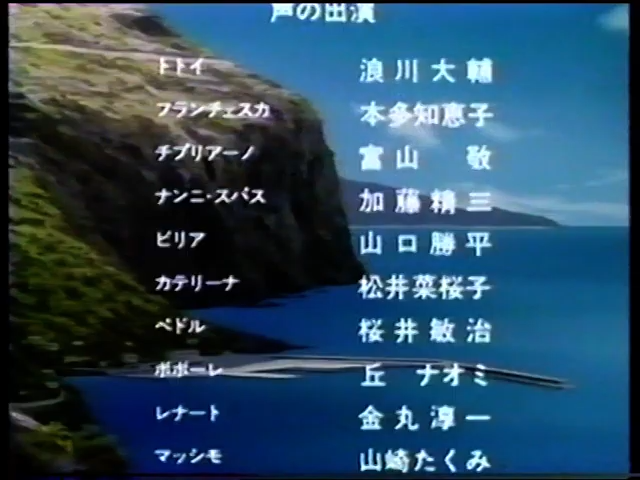 声の出演
トトイ 浪川大輔
フランチェスカ 本多知恵子
チプリアーノ 富山 敬
ナンニ・スパス 加藤精三
ピリア 山口勝平
カテリーナ 松井菜桜子
ペドル 桜井敏治
ポポーレ 丘 ナオミ
レナート 金丸淳一
マッシモ 山崎たくみ